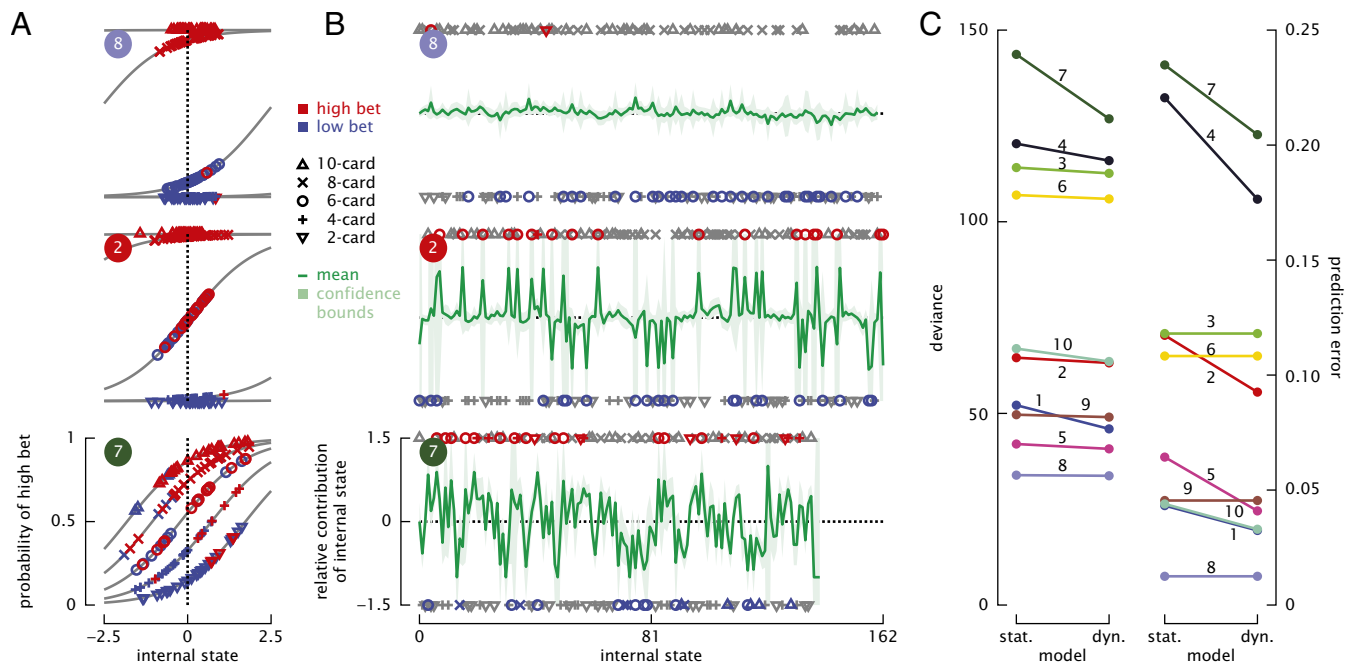 A
8
2
7
probability of high bet
1
0.5
0
−2.5
0
2.5
internal state
high bet
low bet
10-card
8-card
6-card
4-card
2-card
mean
confidence
bounds
B
8
2
7
relative contribution
of internal state
1.5
0
−1.5
0
81
162
internal state
C
150
100
50
0
deviance
7
4
3
6
10
2
1
9
5
8
stat.
dyn.
7
4
3
6
2
5
9
10
1
8
stat.
dyn.
model
model
0.25
0.20
0.15
0.10
0.05
0
prediction error